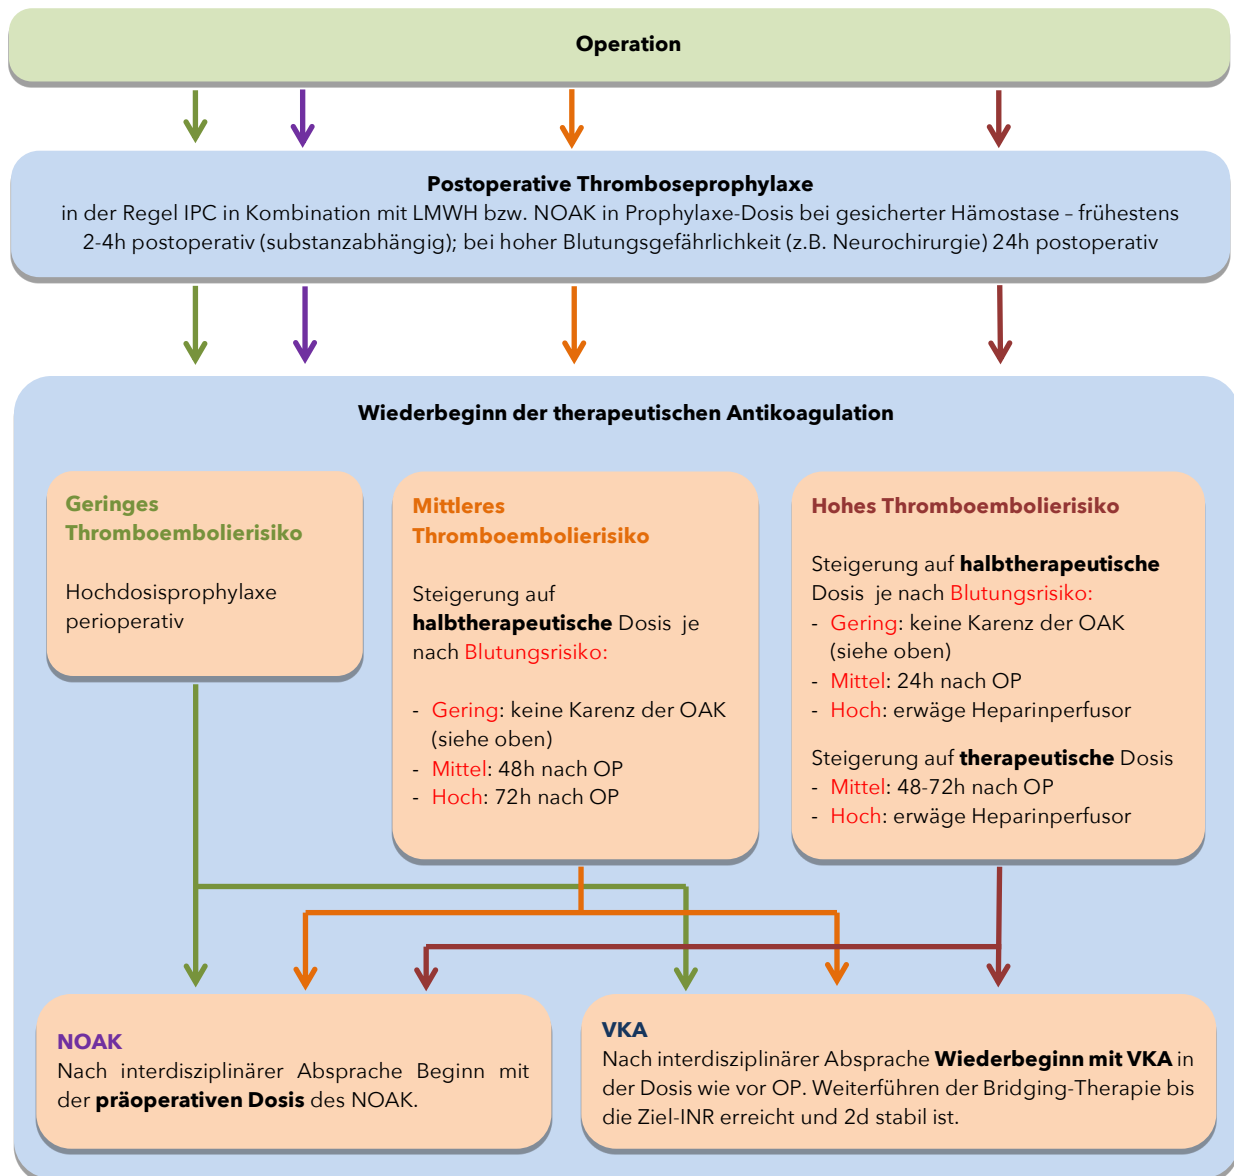 Operation
Postoperative Thromboseprophylaxe
in der Regel IPC in Kombination mit LMWH bzw. NOAK in Prophylaxe-Dosis bei gesicherter Hämostase – frühestens
2-4h postoperativ (substanzabhängig); bei hoher Blutungsgefährlichkeit (z.B. Neurochirurgie) 24h postoperativ
Wiederbeginn der therapeutischen Antikoagulation
Geringes
Thromboembolierisiko
Hochdosisprophylaxe
perioperativ
Mittleres
Thromboembolierisiko
Steigerung auf
halbtherapeutische Dosis je
nach Blutungsrisiko:
- Gering: keine Karenz der OAK
(siehe oben)
- Mittel: 48h nach OP
- Hoch: 72h nach OP
Hohes Thromboembolierisiko
Steigerung auf halbtherapeutische
Dosis je nach Blutungsrisiko:
- Gering: keine Karenz der OAK
(siehe oben)
- Mittel: 24h nach OP
- Hoch: erwäge Heparinperfusor
Steigerung auf therapeutische Dosis
- Mittel: 48-72h nach OP
- Hoch: erwäge Heparinperfusor
NOAK
Nach interdisziplinärer Absprache Beginn mit
der präoperativen Dosis des NOAK.
VKA
Nach interdisziplinärer Absprache Wiederbeginn mit VKA in
der Dosis wie vor OP. Weiterführen der Bridging-Therapie bis
die Ziel-INR erreicht und 2d stabil ist.